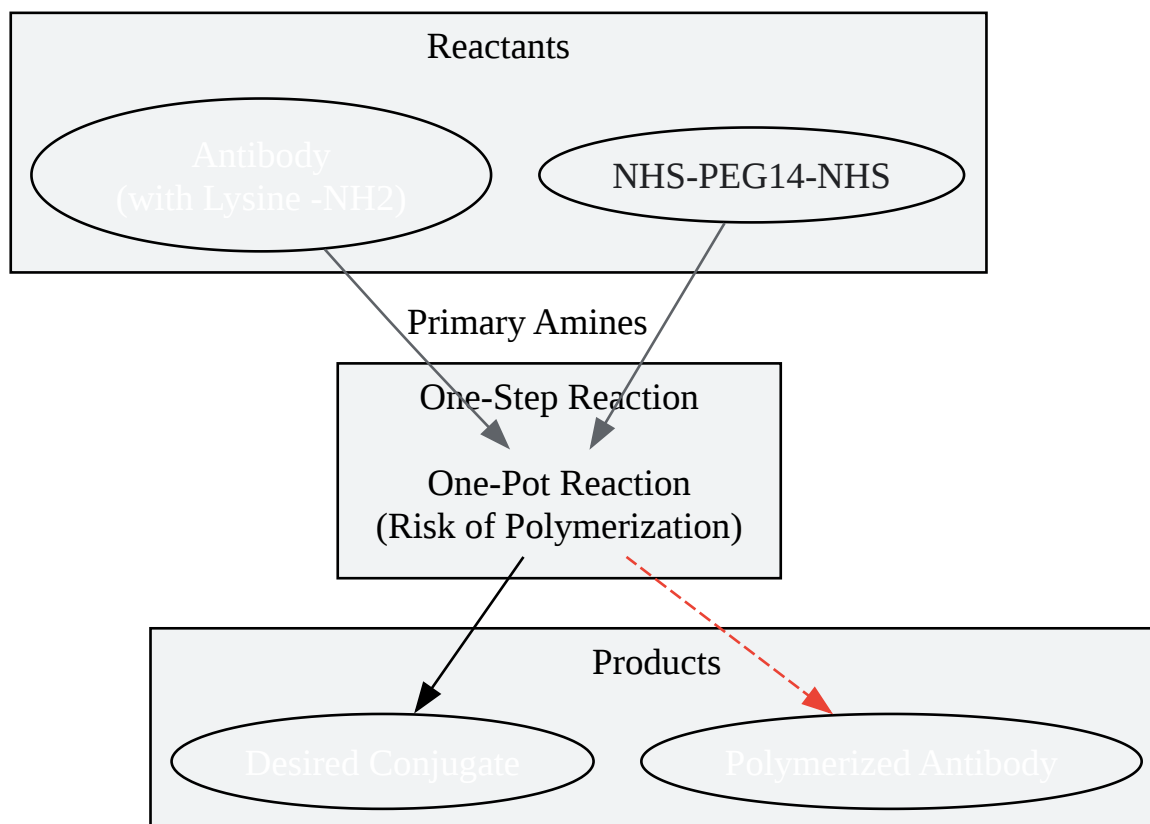 Reactants
Antibody
(with Lysine -NH2)
NHS-PEG14-NHS
Primary Amines
One-Step Reaction
One-Pot Reaction
(Risk of Polymerization)
Products
Desired Conjugate
Polymerized Antibody